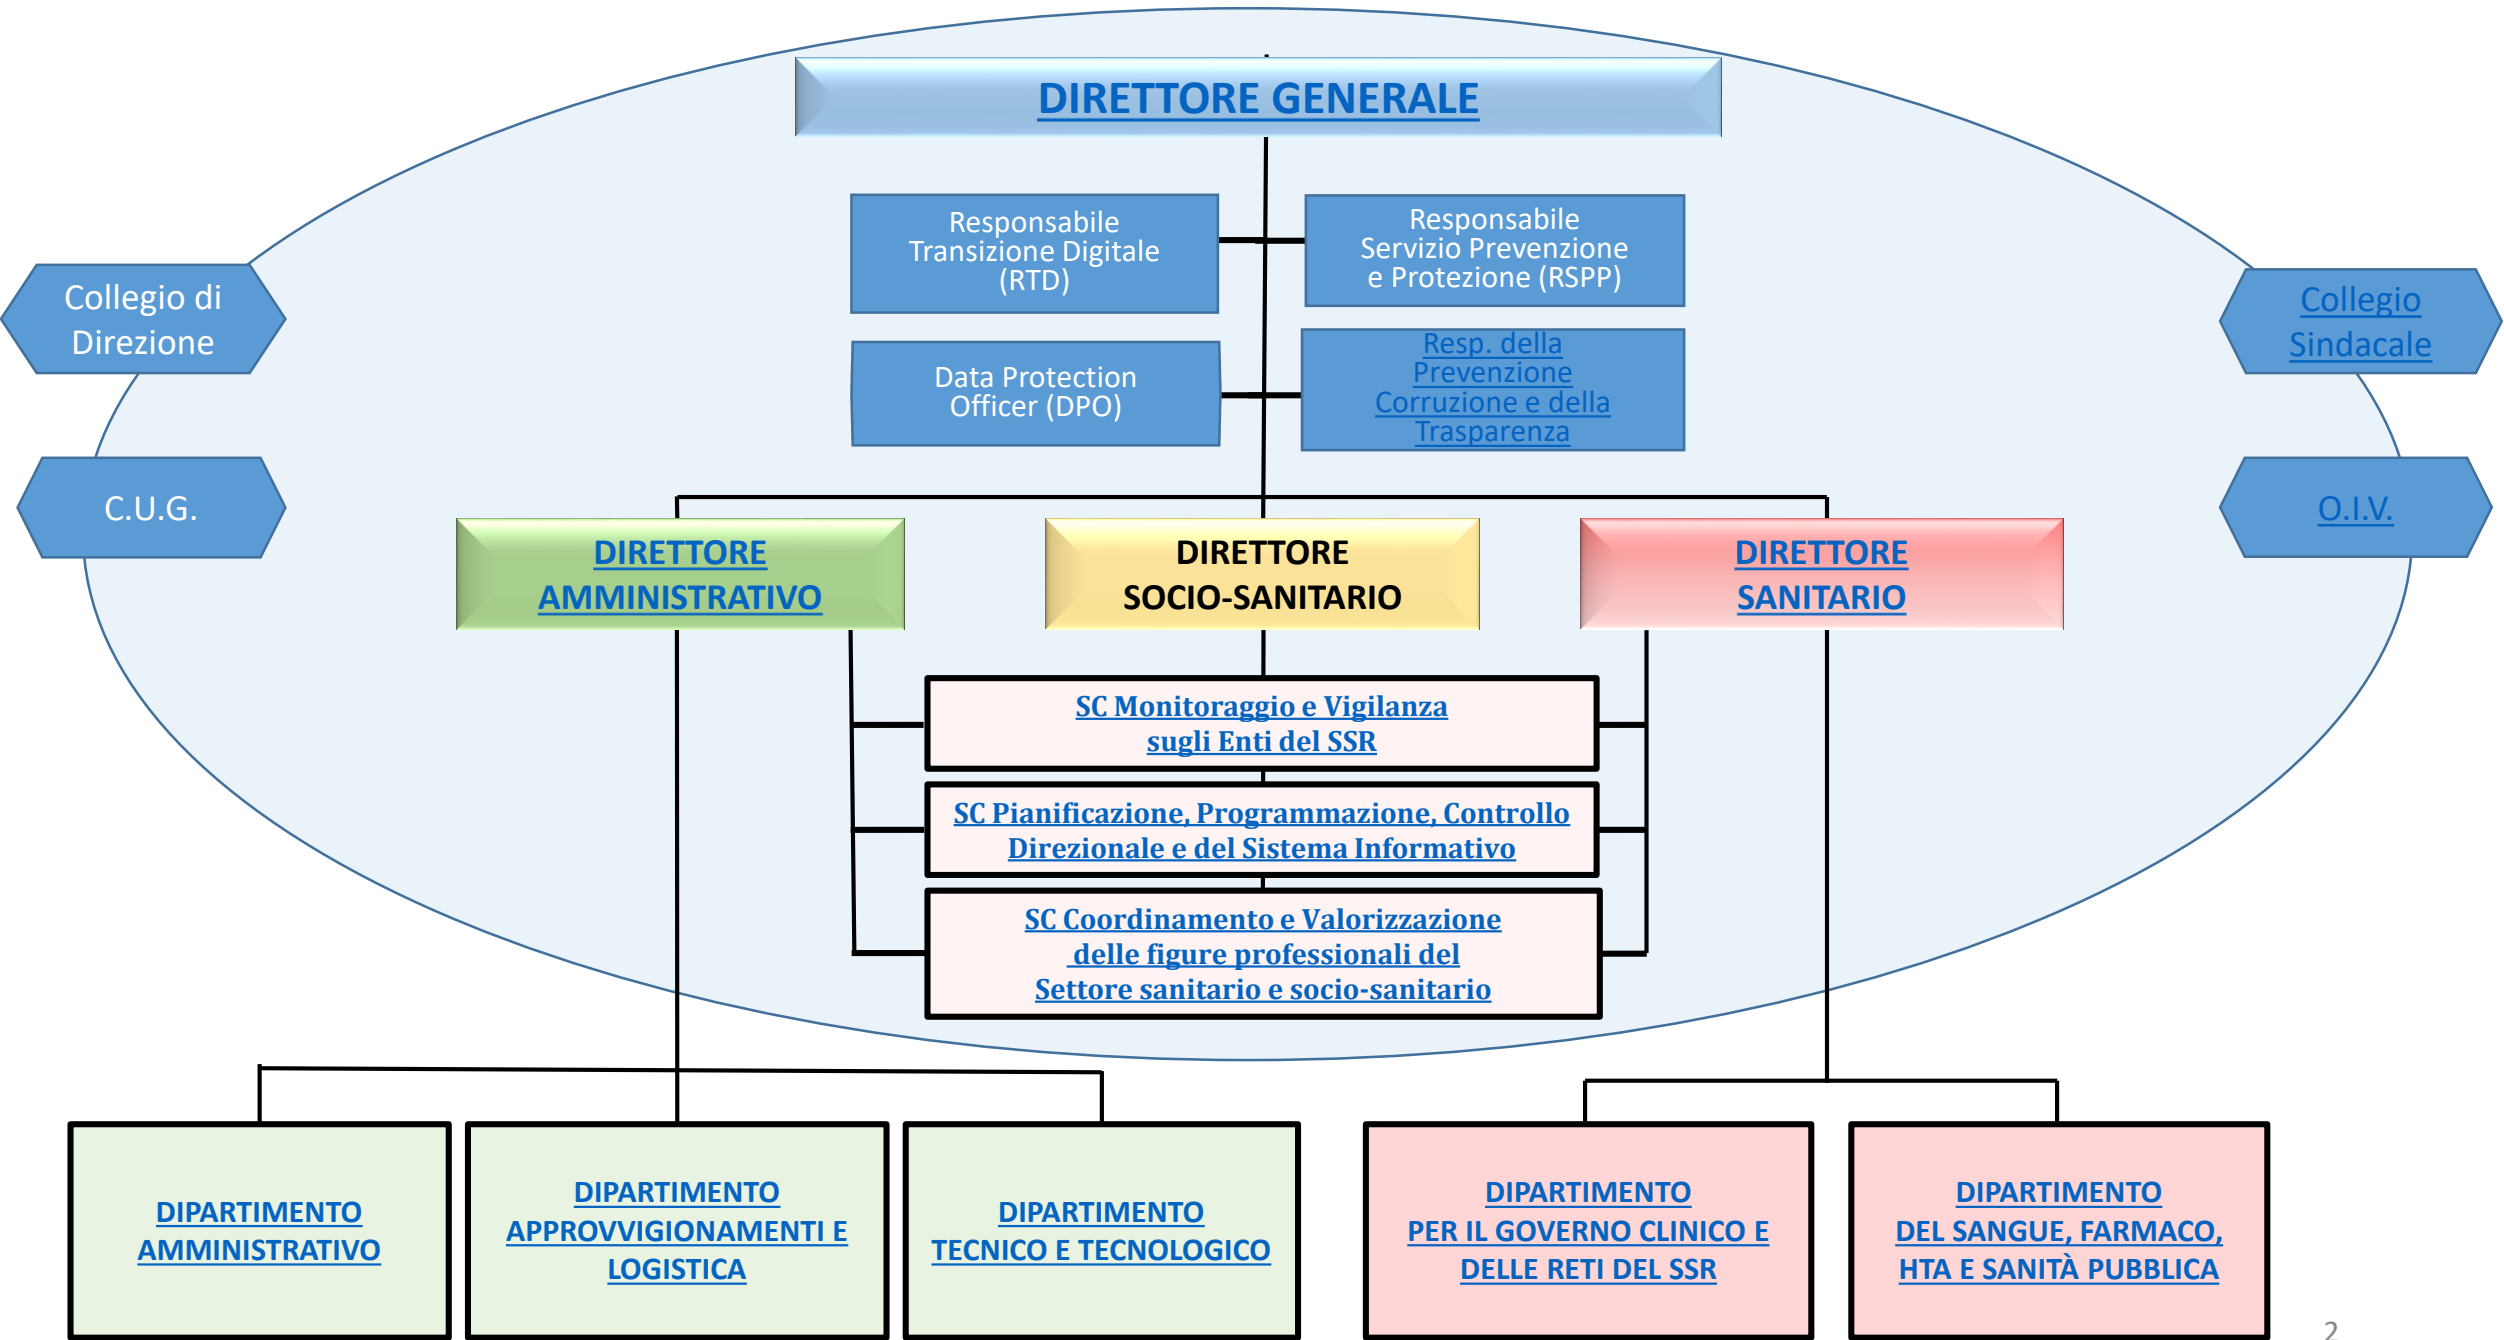 DIRETTORE GENERALE
Responsabile
Transizione Digitale
(RTD)
Responsabile
Servizio Prevenzione
e Protezione (RSPP)
Collegio di
Direzione
Collegio
Sindacale
Data Protection
Officer (DPO)
Resp. della
Prevenzione
Corruzione e della
Trasparenza
C.U.G.
O.I.V.
DIRETTORE
AMMINISTRATIVO
DIRETTORE
SOCIO-SANITARIO
DIRETTORE
SANITARIO
SC Monitoraggio e Vigilanza
sugli Enti del SSR
SC Pianificazione, Programmazione, Controllo
Direzionale e del Sistema Informativo
SC Coordinamento e Valorizzazione
delle figure professionali del
Settore sanitario e socio-sanitario
DIPARTIMENTO
AMMINISTRATIVO
DIPARTIMENTO
APPROVVIGIONAMENTI E
LOGISTICA
DIPARTIMENTO
TECNICO E TECNOLOGICO
DIPARTIMENTO
PER IL GOVERNO CLINICO E
DELLE RETI DEL SSR
DIPARTIMENTO
DEL SANGUE, FARMACO,
HTA E SANITÀ PUBBLICA
2